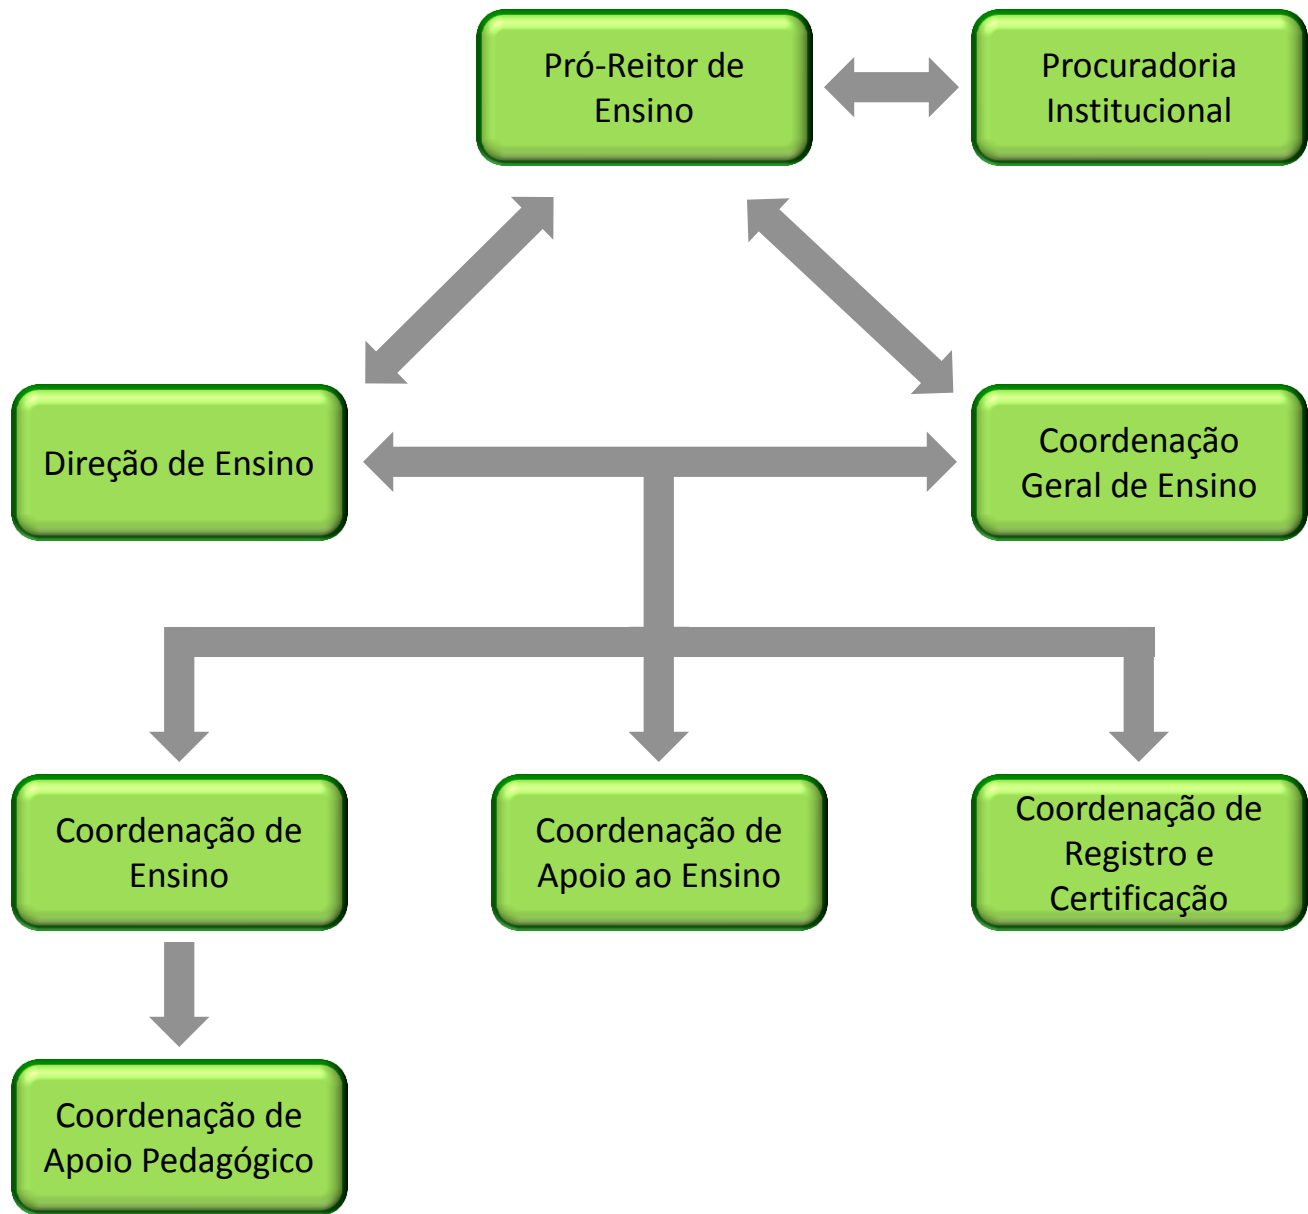 Pró-Reitor de
Ensino
Procuradoria
Institucional
Direção de Ensino
Coordenação
Geral de Ensino
Coordenação de
Ensino
Coordenação de
Apoio ao Ensino
Coordenação de
Registro e
Certificação
Coordenação de
Apoio Pedagógico